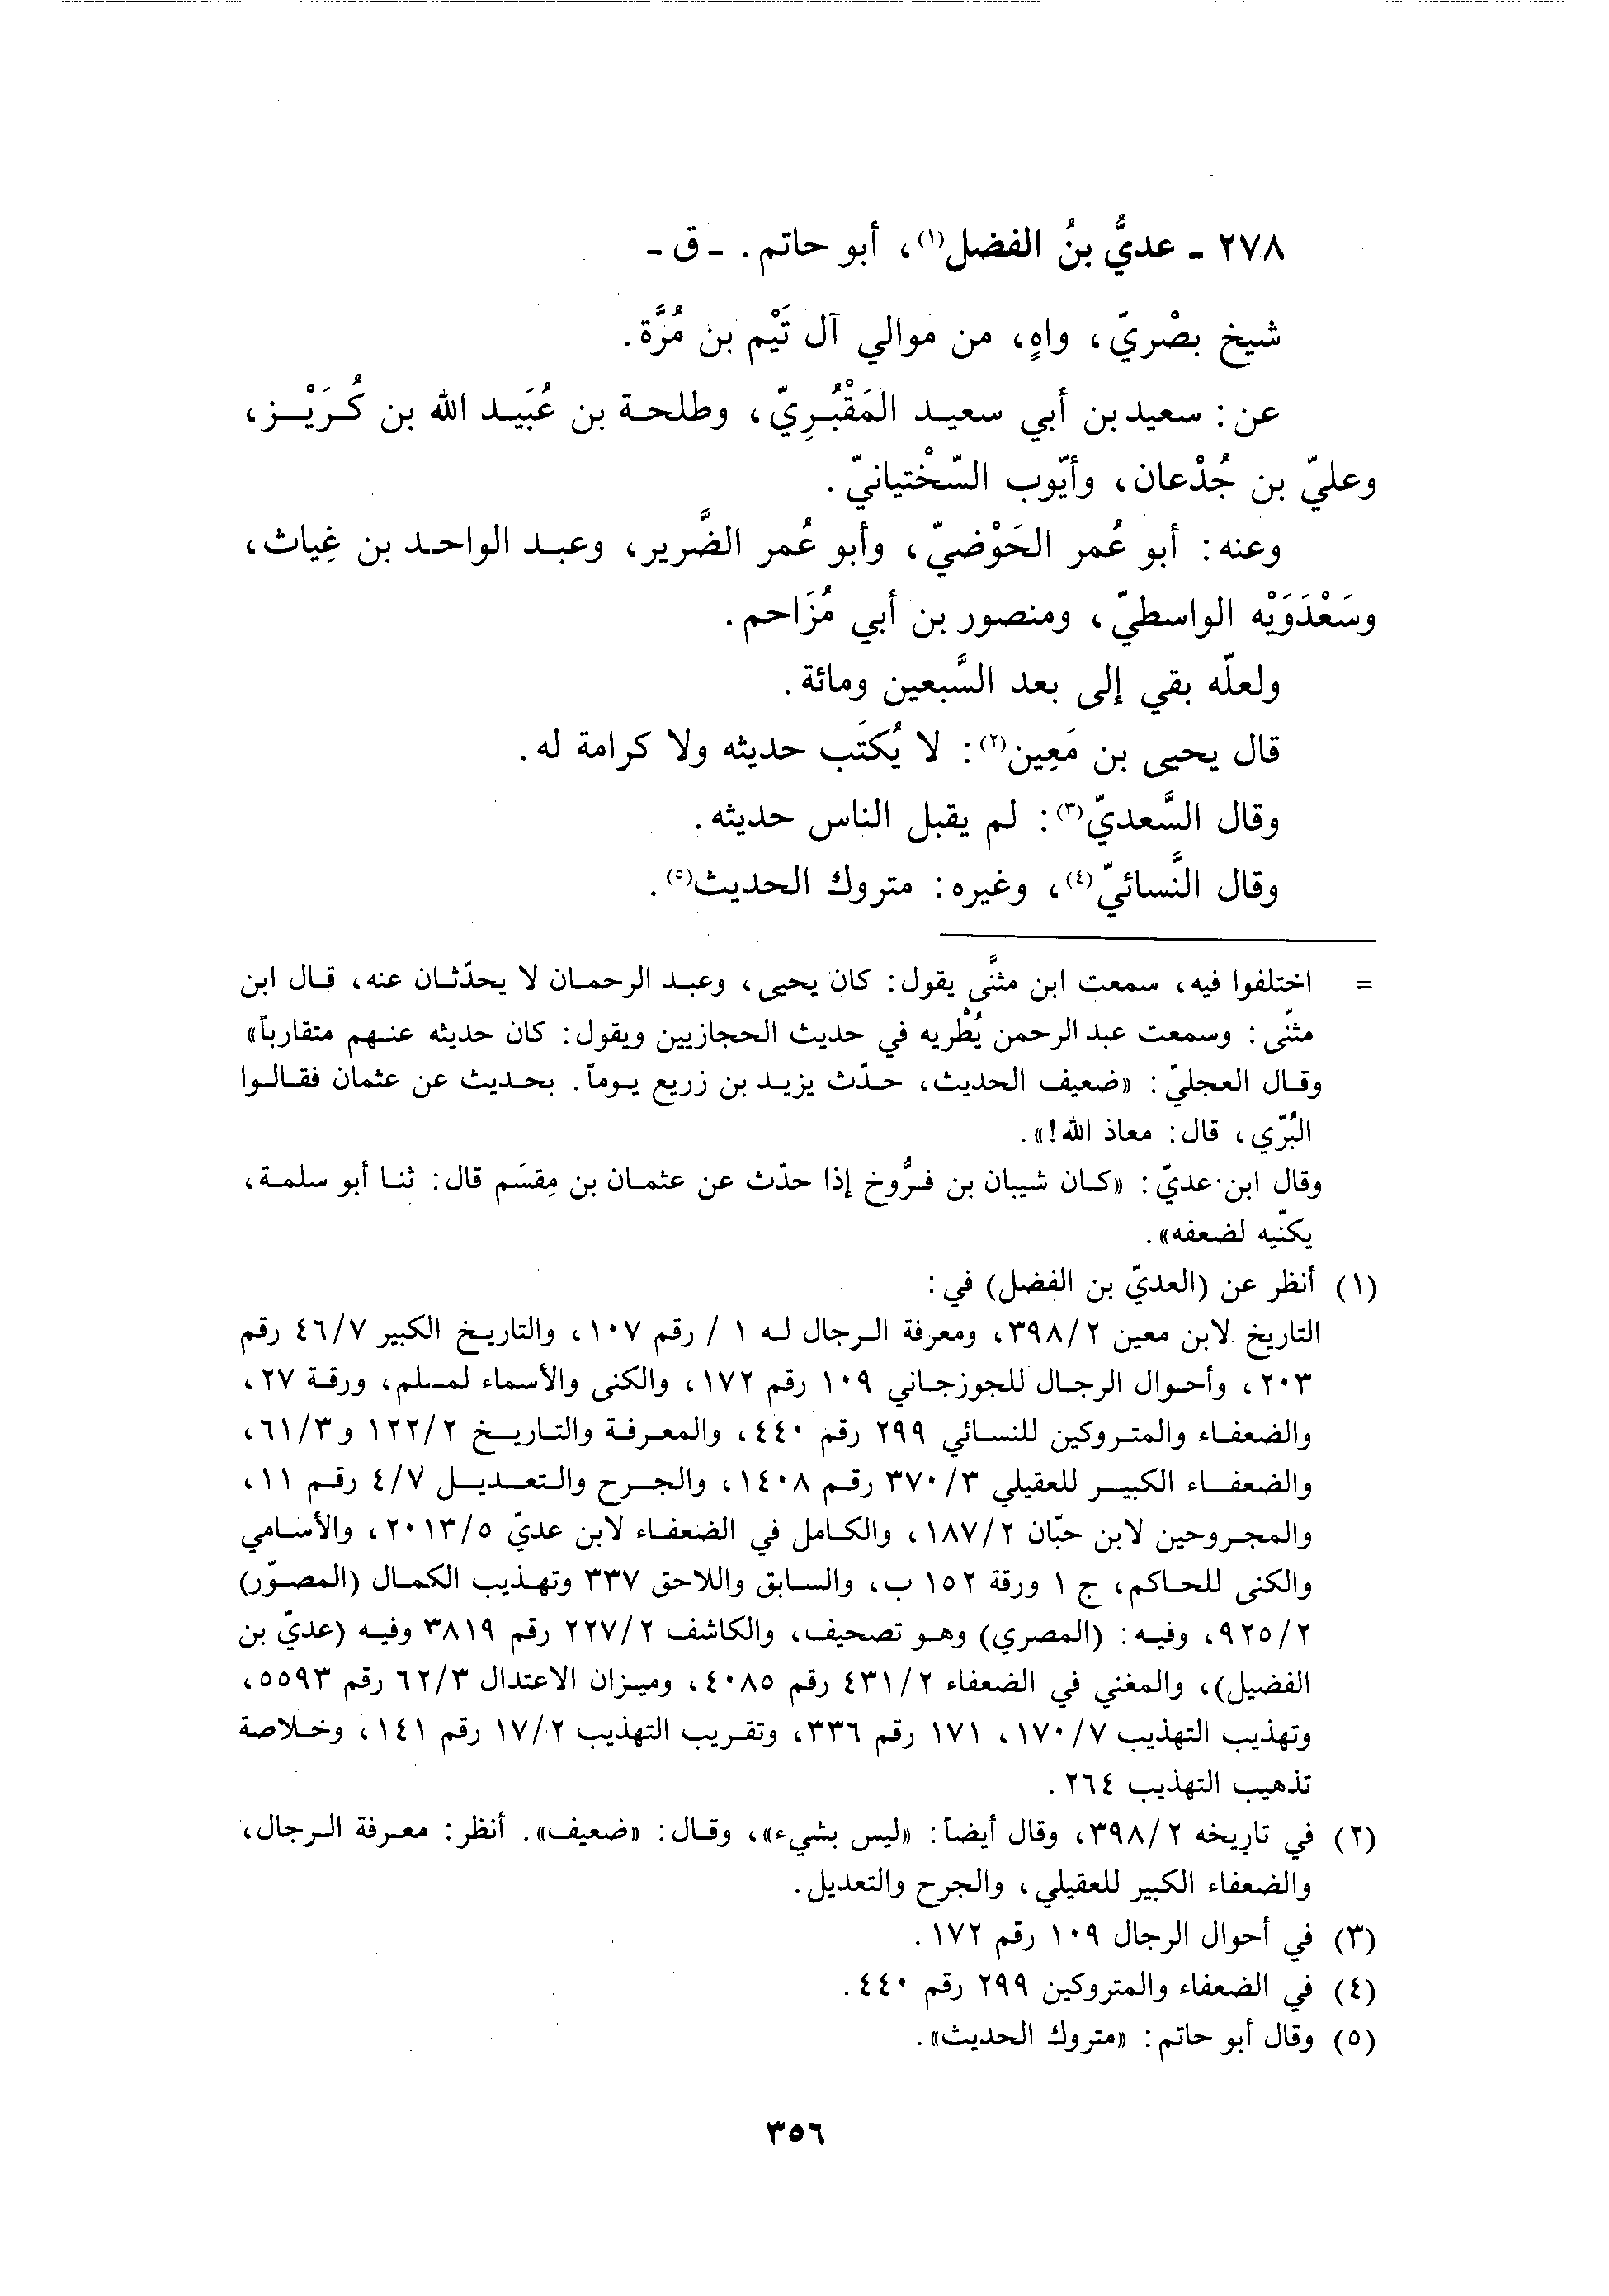 ٢٧٨ ـ عديُّ بنُ الفضل(١)، أبو حاتم. ـ ق ـ
شيخ بصْريّ، واهٍ، من موالي آل تَيْم بن مُرَّة.
عن: سعيد بن أبي سعيد المَقْبُرِيّ، وطلحة بن عُبَيد الله بن كُرَيْز،
وعليّ بن جُدْعان، وأيّوب السّخْتيانيّ.
وعنه: أبو عُمر الحَوْضيّ، وأبو عُمر الضَّرير، وعبد الواحد بن غِياث،
وسَعْدَوَيْه الواسطيّ، ومنصور بن أبي مُزَاحم.
ولعلّه بقي إلى بعد السَّبعين ومائة.
قال يحيى بن مَعِين(٢): لا يُكتَب حديثه ولا كرامة له.
وقال السَّعديّ(٣): لم يقبل الناس حديثه.
وقال النَّسائيّ(٤)، وغيره: متروك الحديث(٥).
= اختلفوا فيه، سمعت ابن مثنَّى يقول: كان يحيى، وعبد الرحمان لا يحدّثان عنه، قال ابن
مثنّى: وسمعت عبد الرحمن يُطْريه في حديث الحجازيين ويقول: كان حديثه عنهم متقارباً»
وقال العجليّ: «ضعيف الحديث، حدّث يزيد بن زريع يوماً. بحديث عن عثمان فقالوا
البُرّي، قال: معاذ الله!».
وقال ابن عديّ: «كان شيبان بن فرُّوخ إذا حدّث عن عثمان بن مِقسَم قال: ثنا أبو سلمة،
يكنّيه لضعفه».
(١) أنظر عن (العديّ بن الفضل) في:
التاريخ لابن معين ٢/‏٣٩٨، ومعرفة الرجال له ١ / رقم ١٠٧، والتاريخ الكبير ٧/‏٤٦ رقم
٢٠٣، وأحوال الرجال للجوزجاني ١٠٩ رقم ١٧٢، والكنى والأسماء لمسلم، ورقة ٢٧،
والضعفاء والمتروكين للنسائي ٢٩٩ رقم ٤٤٠، والمعرفة والتاريخ ٢/‏١٢٢ و٣/‏٦١،
والضعفاء الكبير للعقيلي ٣/‏٣٧٠ رقم ١٤٠٨، والجرح والتعديل ٧/‏٤ رقم ١١،
والمجروحين لابن حبّان ٢/‏١٨٧، والكامل في الضعفاء لابن عديّ ٥/‏٢٠١٣، والأسامي
والكنى للحاكم، ج ١ ورقة ١٥٢ ب، والسابق واللاحق ٣٣٧ وتهذيب الكمال (المصوّر)
٢/‏٩٢٥، وفيه: (المصري) وهو تصحيف، والكاشف ٢/‏٢٢٧ رقم ٣٨١٩ وفيه (عديّ بن
الفضيل)، والمغني في الضعفاء ٢/‏٤٣١ رقم ٤٠٨٥، وميزان الاعتدال ٣/‏٦٢ رقم ٥٥٩٣،
وتهذيب التهذيب ٧/‏١٧٠، ١٧١ رقم ٣٣٦، وتقريب التهذيب ٢/‏١٧ رقم ١٤١، وخلاصة
تذهيب التهذيب ٢٦٤.
(٢) في تاريخه ٢/‏٣٩٨، وقال أيضاً: «ليس بشيء»، وقال: «ضعيف». أنظر: معرفة الرجال،
والضعفاء الكبير للعقيلي، والجرح والتعديل.
(٣) في أحوال الرجال ١٠٩ رقم ١٧٢.
(٤) في الضعفاء والمتروكين ٢٩٩ رقم ٤٤٠.
(٥) وقال أبو حاتم: «متروك الحديث».
٣٥٦